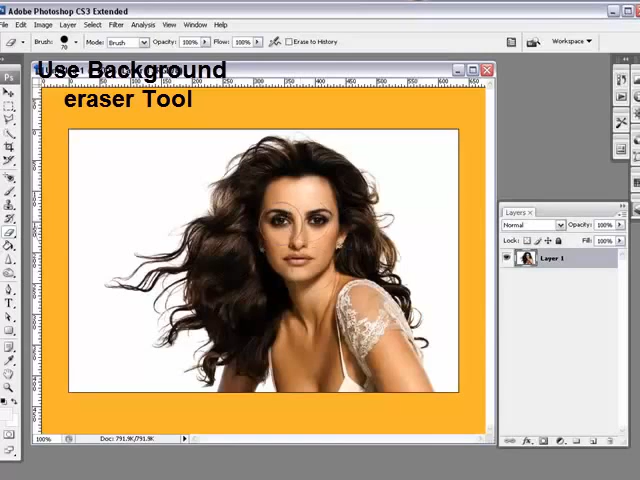 Adobe Photoshop CS3 Extended
File Edit Image Layer Select Filter Analysis View Window Help
Brush: 70 Mode: Brush Opacity: 100% Flow: 100% Erase to History Workspace
Use Background
eraser Tool
Ps
Layers
Normal Opacity: 100%
Lock: Fill: 100%
Layer 1
100% Doc: 791.9K/791.9K